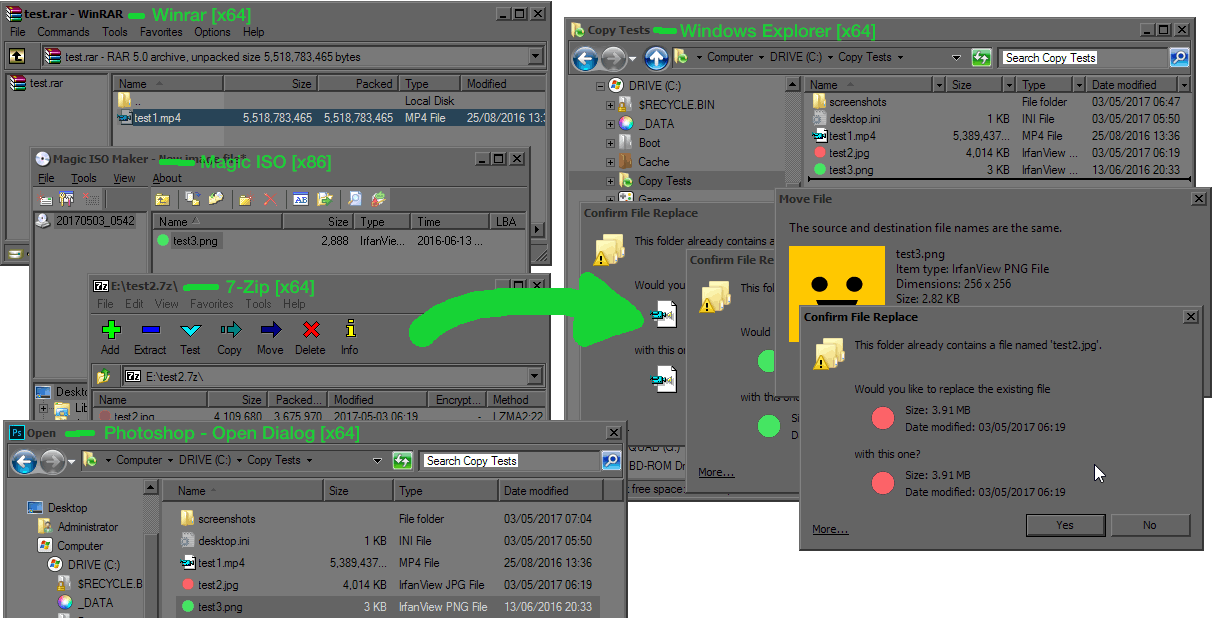 test.rar - WinRAR
Winrar [x64]
File Commands Tools Favorites Options Help
test.rar - RAR 5.0 archive, unpacked size 5,518,783,465 bytes
test.rar
Name Size Packed Type Modified
.. Local Disk
test1.mp4 5,518,783,465 5,518,783,465 MP4 File 25/08/2016 13:
Magic ISO Maker -
Magic ISO [x86]
File Tools View About
20170503_0542
Name Size Type Time LBA
test3.png 2,888 IrfanVie... 2016-06-13 ...
E:\test2.7z\
7-Zip [x64]
File Edit View Favorites Tools Help
Add Extract Test Copy Move Delete Info
E:\test2.7z\
Name Size Packed... Modified Encrypt... Method
test2.jpg 4,109,680 3,675,970 2017-05-03 06:19 - LZMA2:22
Open
Photoshop - Open Dialog [x64]
Computer DRIVE (C:) Copy Tests
Search Copy Tests
Desktop
Administrator
Computer
DRIVE (C:)
$RECYCLE.B
_DATA
Name Size Type Date modified
screenshots File folder 03/05/2017 07:04
desktop.ini 1 KB INI File 03/05/2017 05:50
test1.mp4 5,389,437... MP4 File 25/08/2016 13:36
test2.jpg 4,014 KB IrfanView JPG File 03/05/2017 06:19
test3.png 3 KB IrfanView PNG File 13/06/2016 20:33
Copy Tests
Windows Explorer [x64]
Computer DRIVE (C:) Copy Tests
Search Copy Tests
DRIVE (C:)
$RECYCLE.BIN
_DATA
Boot
Cache
Copy Tests
Games
Name Size Type Date modified
screenshots File folder 03/05/2017 06:47
desktop.ini 1 KB INI File 03/05/2017 05:50
test1.mp4 5,389,437... MP4 File 25/08/2016 13:36
test2.jpg 4,014 KB IrfanView ... 03/05/2017 06:19
test3.png 3 KB IrfanView ... 13/06/2016 20:33
Confirm File Replace
This folder already contains a
Would you
with this one
BD-ROM Dr
free space:
Confirm File Re
This fol
Would
with this one
More...
Move File
The source and destination file names are the same.
test3.png
Item type: IrfanView PNG File
Dimensions: 256 x 256
Size: 2.82 KB
Confirm File Replace
This folder already contains a file named 'test2.jpg'.
Would you like to replace the existing file
Size: 3.91 MB
Date modified: 03/05/2017 06:19
with this one?
Size: 3.91 MB
Date modified: 03/05/2017 06:19
More...
Yes No